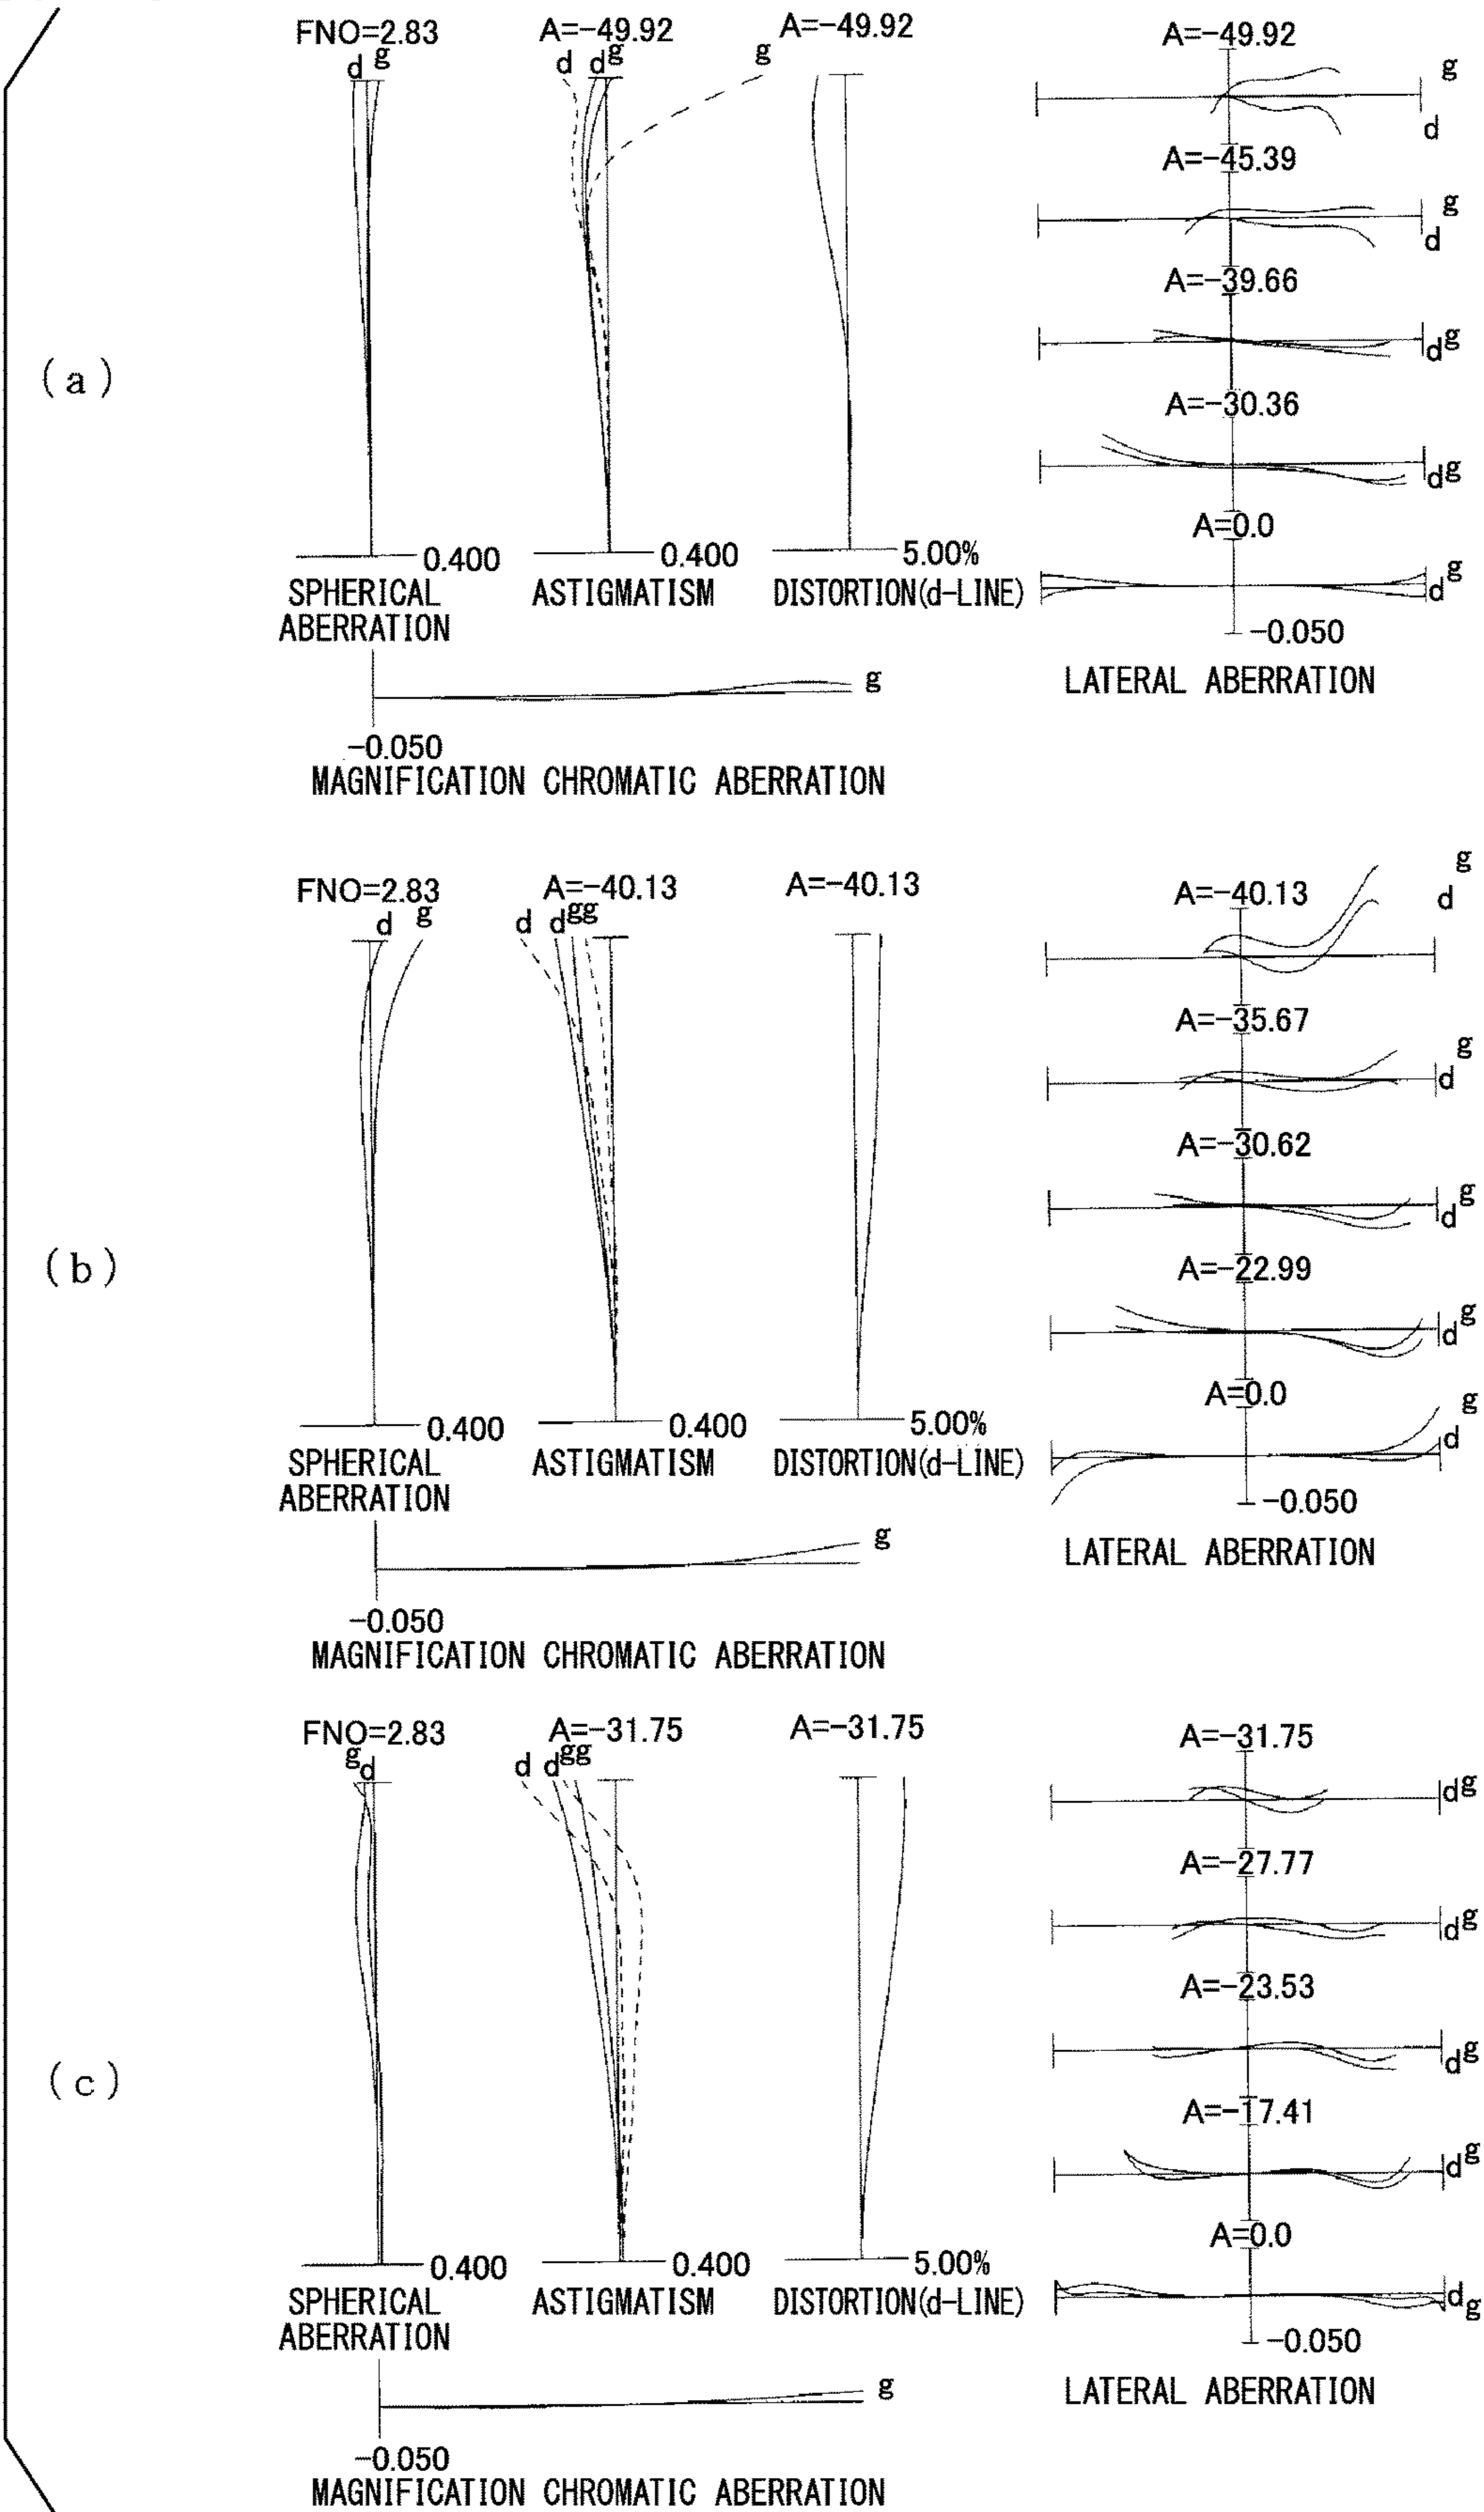 (a)
FNO=2.83
d g
A=-49.92
d d g
A=-49.92
g
0.400
SPHERICAL
ABERRATION
0.400
ASTIGMATISM
5.00%
DISTORTION(d-LINE)
A=-49.92
g
d
A=-45.39
g
d
A=-39.66
d g
A=-30.36
d g
A=0.0
d g
-0.050
LATERAL ABERRATION
g
-0.050
MAGNIFICATION CHROMATIC ABERRATION
(b)
FNO=2.83
d g
A=-40.13
d d g g
A=-40.13
0.400
SPHERICAL
ABERRATION
0.400
ASTIGMATISM
5.00%
DISTORTION(d-LINE)
A=-40.13
g
d
A=-35.67
g
d
A=-30.62
d g
A=-22.99
d g
A=0.0
g
d
-0.050
LATERAL ABERRATION
g
-0.050
MAGNIFICATION CHROMATIC ABERRATION
(c)
FNO=2.83
g d
A=-31.75
d d g g
A=-31.75
0.400
SPHERICAL
ABERRATION
0.400
ASTIGMATISM
5.00%
DISTORTION(d-LINE)
A=-31.75
d g
A=-27.77
d g
A=-23.53
d g
A=-17.41
d g
A=0.0
d g
-0.050
LATERAL ABERRATION
g
-0.050
MAGNIFICATION CHROMATIC ABERRATION